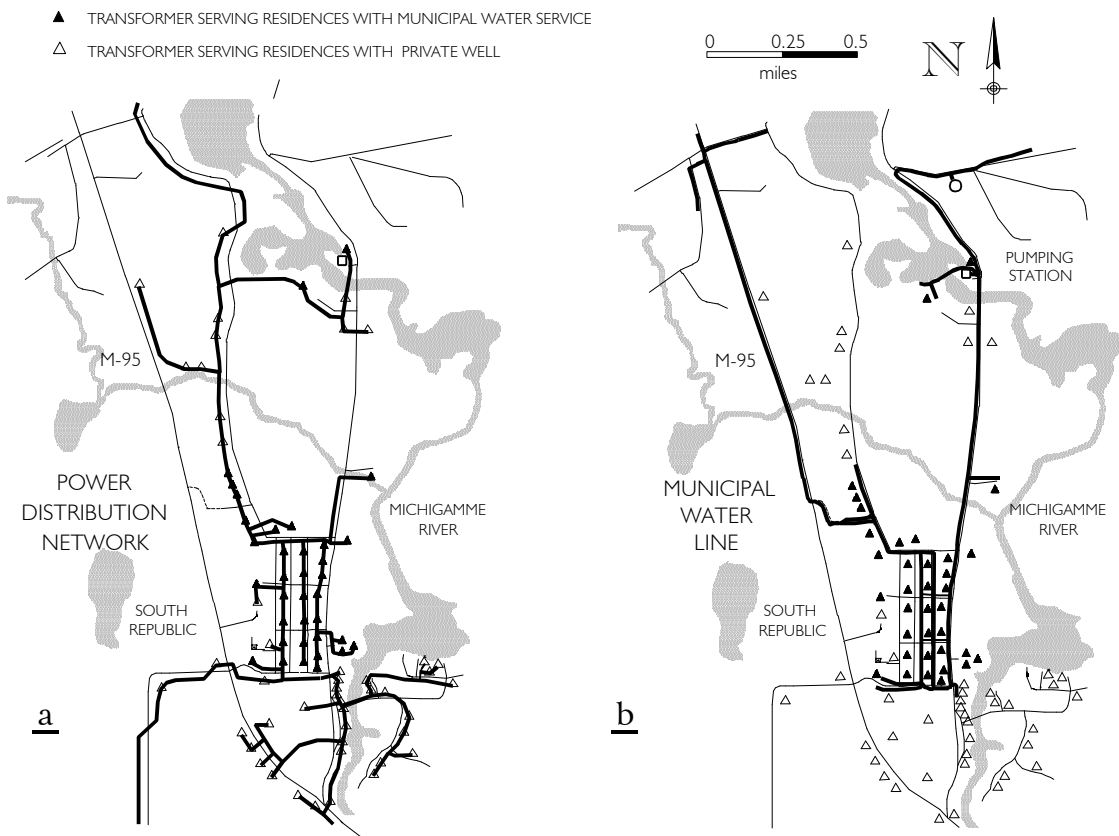 TRANSFORMER SERVING RESIDENCES WITH MUNICIPAL WATER SERVICE
TRANSFORMER SERVING RESIDENCES WITH PRIVATE WELL
0 0.25 0.5
miles
N
M-95
POWER
DISTRIBUTION
NETWORK
MICHIGAMME
RIVER
SOUTH
REPUBLIC
a
PUMPING
STATION
M-95
MUNICIPAL
WATER
LINE
MICHIGAMME
RIVER
SOUTH
REPUBLIC
b